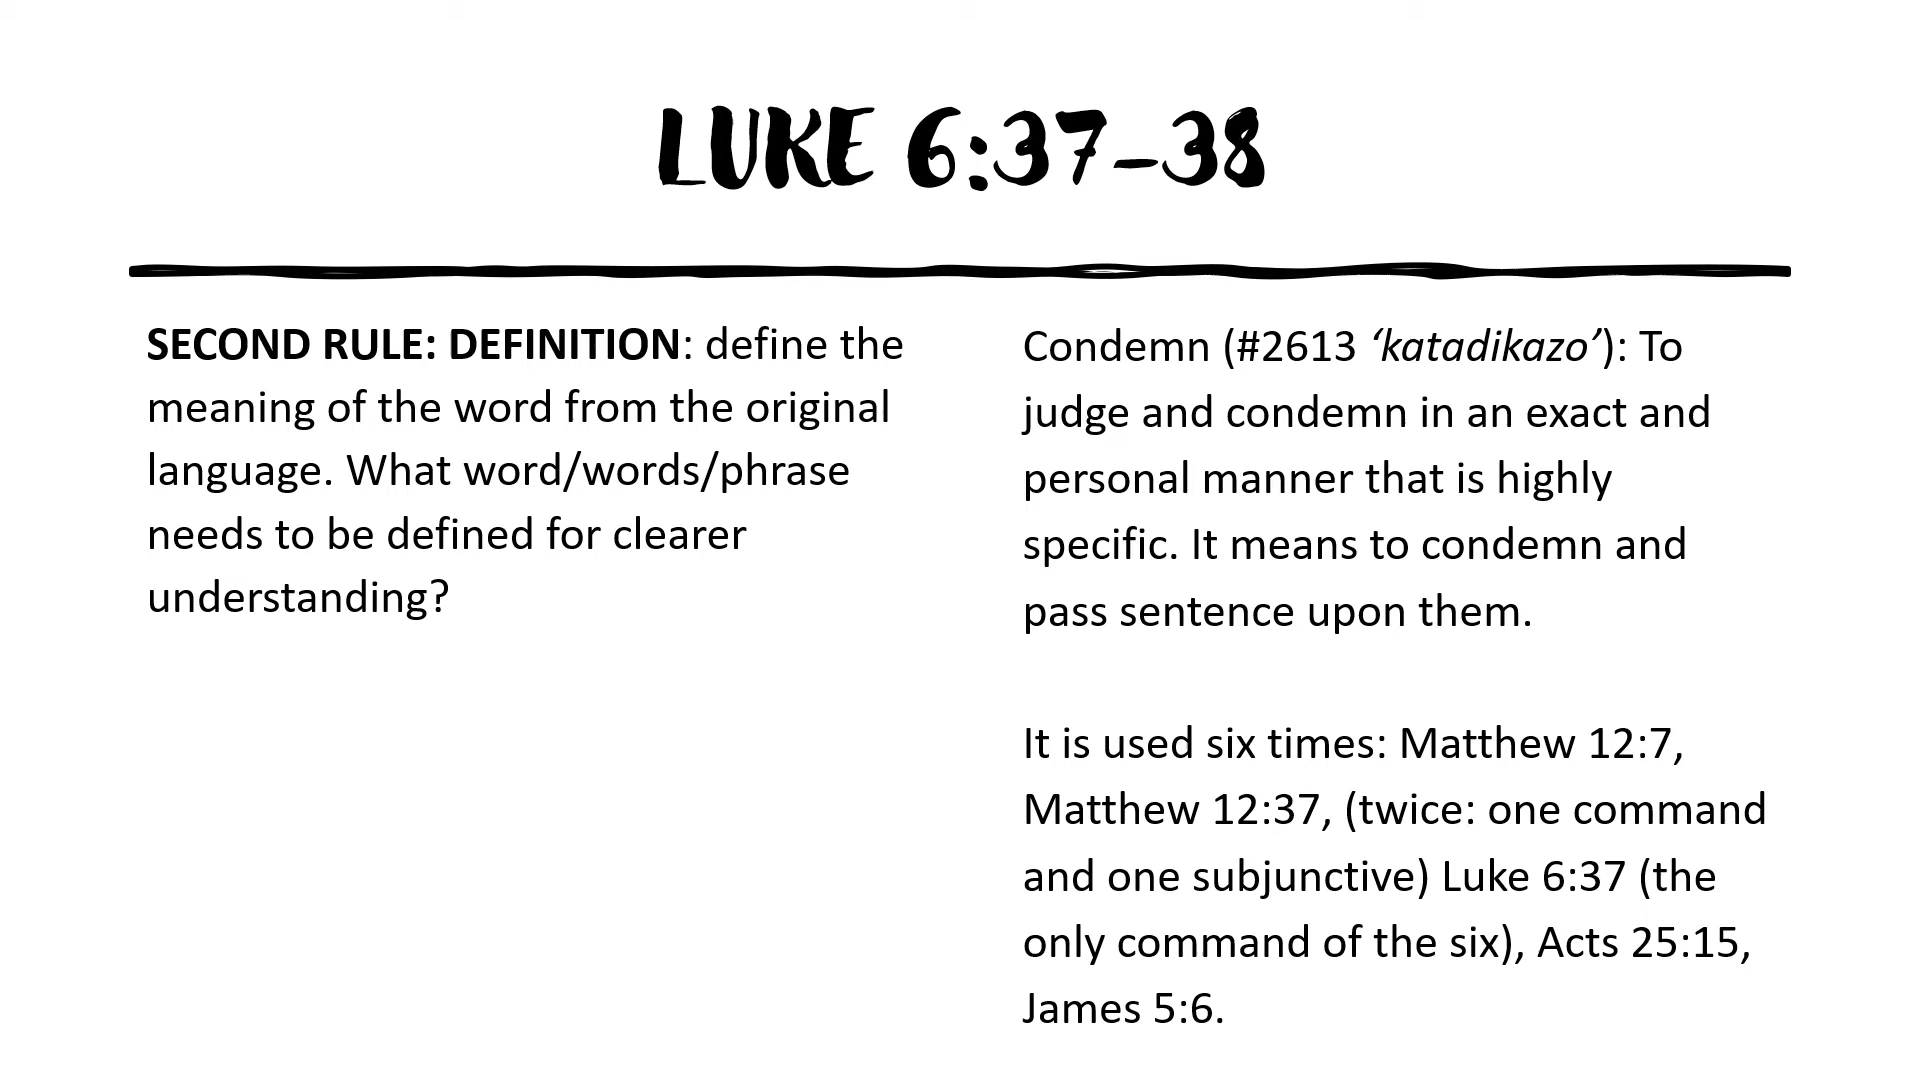 LUKE 6:37-38
SECOND RULE: DEFINITION: define the
meaning of the word from the original
language. What word/words/phrase
needs to be defined for clearer
understanding?
Condemn (#2613 ‘katadikazo’): To
judge and condemn in an exact and
personal manner that is highly
specific. It means to condemn and
pass sentence upon them.
It is used six times: Matthew 12:7,
Matthew 12:37, (twice: one command
and one subjunctive) Luke 6:37 (the
only command of the six), Acts 25:15,
James 5:6.